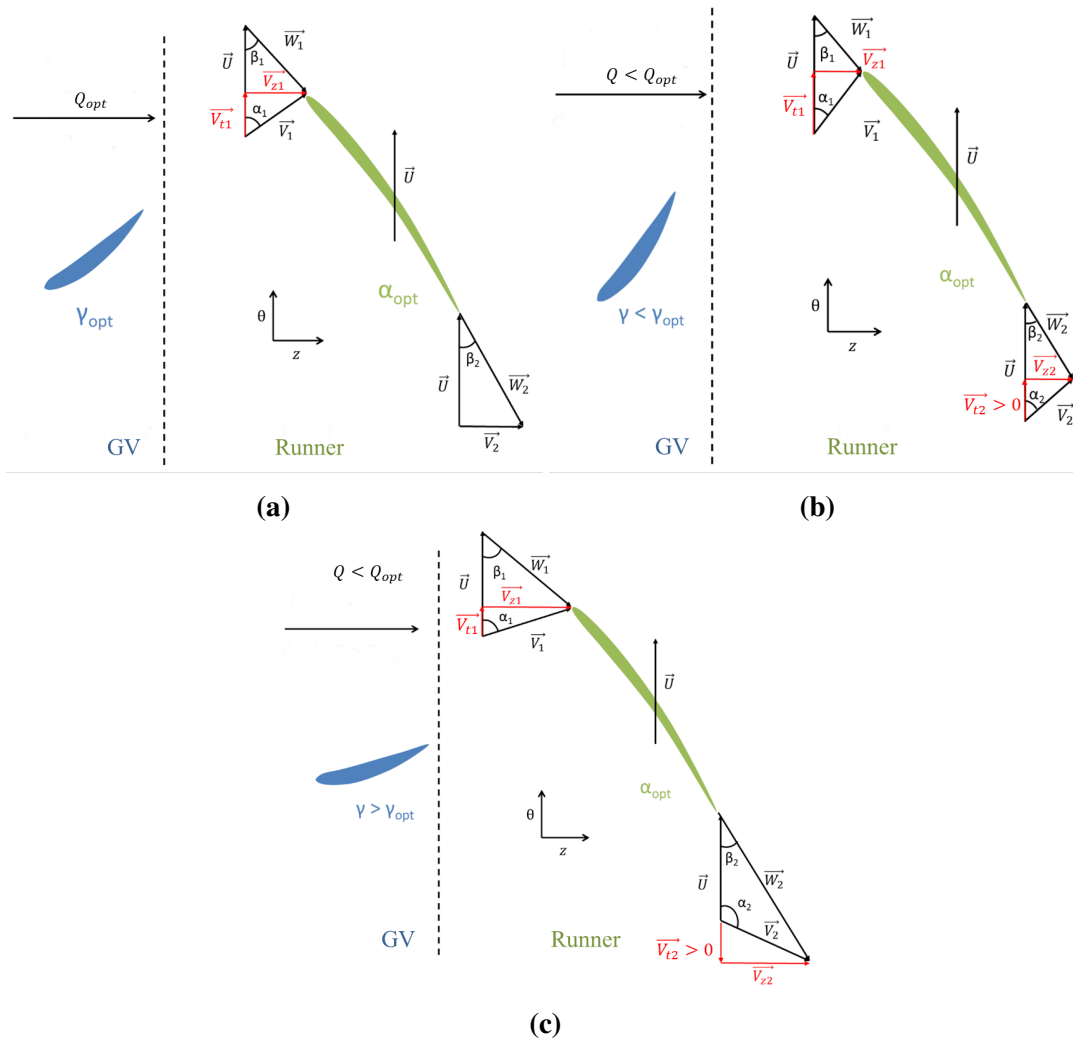 Q_opt
U⃗
β₁
W₁⃗
V_z1⃗
V_t1⃗
α₁
V₁⃗
U⃗
γ_opt
α_opt
θ
z
β₂
U⃗
W₂⃗
V₂⃗
GV
Runner
(a)
Q < Q_opt
U⃗
β₁
W₁⃗
V_z1⃗
V_t1⃗
α₁
V₁⃗
U⃗
γ < γ_opt
α_opt
θ
z
β₂
W₂⃗
U⃗
V_z2⃗
V_t2⃗ > 0
α₂
V₂⃗
GV
Runner
(b)
Q < Q_opt
U⃗
β₁
W₁⃗
V_z1⃗
V_t1⃗
α₁
V₁⃗
U⃗
γ > γ_opt
α_opt
θ
z
β₂
U⃗
W₂⃗
α₂
V₂⃗
GV
Runner
V_t2⃗ > 0
V_z2⃗
(c)